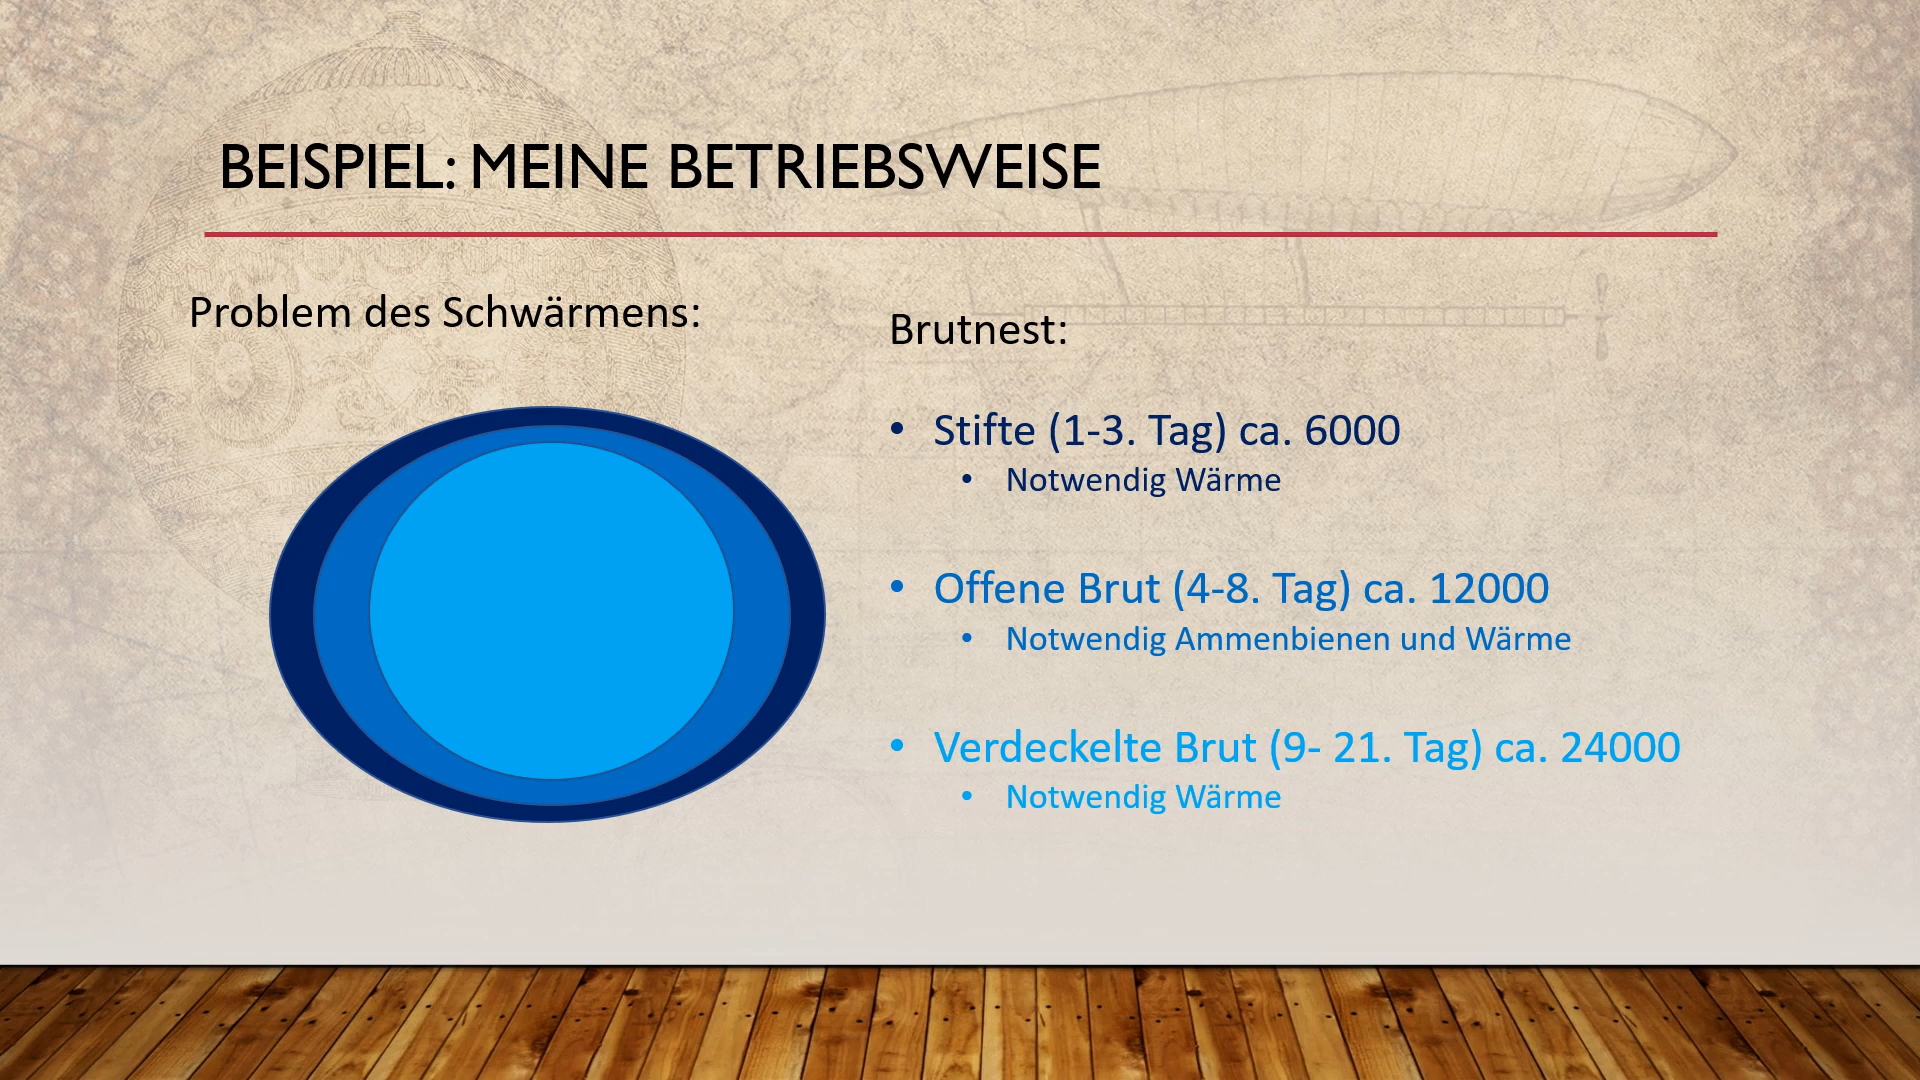 BEISPIEL: MEINE BETRIEBSWEISE
Problem des Schwärmens:
Brutnest:
• Stifte (1-3. Tag) ca. 6000
• Notwendig Wärme
• Offene Brut (4-8. Tag) ca. 12000
• Notwendig Ammenbienen und Wärme
• Verdeckelte Brut (9- 21. Tag) ca. 24000
• Notwendig Wärme